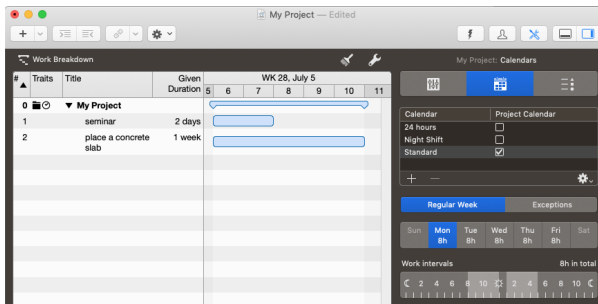 My Project — Edited
Work Breakdown
My Project: Calendars
# Traits Title Given Duration 5 WK 28, July 5
6 7 8 9 10 11
0 My Project
1 seminar 2 days
2 place a concrete slab 1 week
Calendar Project Calendar
24 hours
Night Shift
Standard
Regular Week Exceptions
Sun Mon Tue Wed Thu Fri Sat
8h 8h 8h 8h 8h
Work intervals 8h in total
2 4 6 8 10 2 4 6 8 10